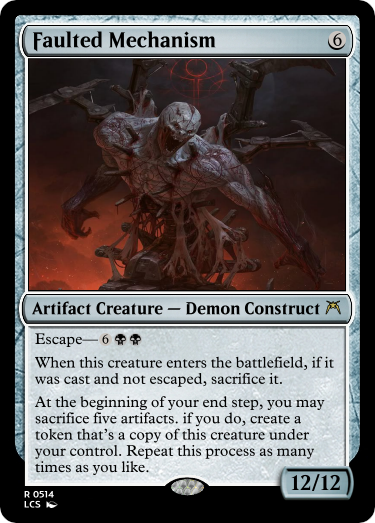 Faulted Mechanism 6
Artifact Creature — Demon Construct
Escape—6
When this creature enters the battlefield, if it
was cast and not escaped, sacrifice it.
At the beginning of your end step, you may
sacrifice five artifacts. if you do, create a
token that's a copy of this creature under
your control. Repeat this process as many
times as you like.
12/12
R 0514
LCS